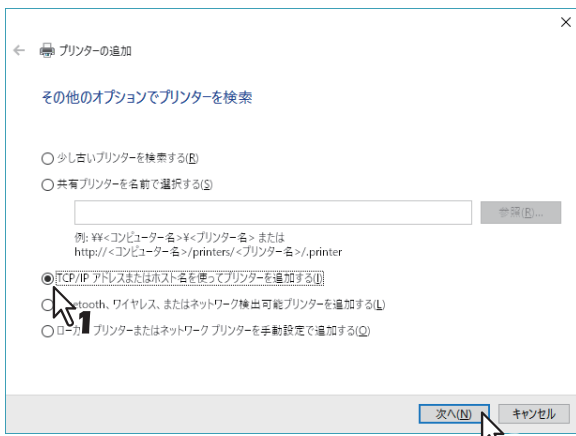 プリンターの追加
その他のオプションでプリンターを検索
少し古いプリンターを検索する(R)
共有プリンターを名前で選択する(S)
参照(R)...
例: ¥¥<コンピューター名>¥<プリンター名> または
http://<コンピューター名>/printers/<プリンター名>/.printer
TCP/IP アドレスまたはホスト名を使ってプリンターを追加する(I)
etooth、ワイヤレス、またはネットワーク検出可能プリンターを追加する(L)
ローカ プリンターまたはネットワーク プリンターを手動設定で追加する(O)
1
次へ(N)
キャンセル